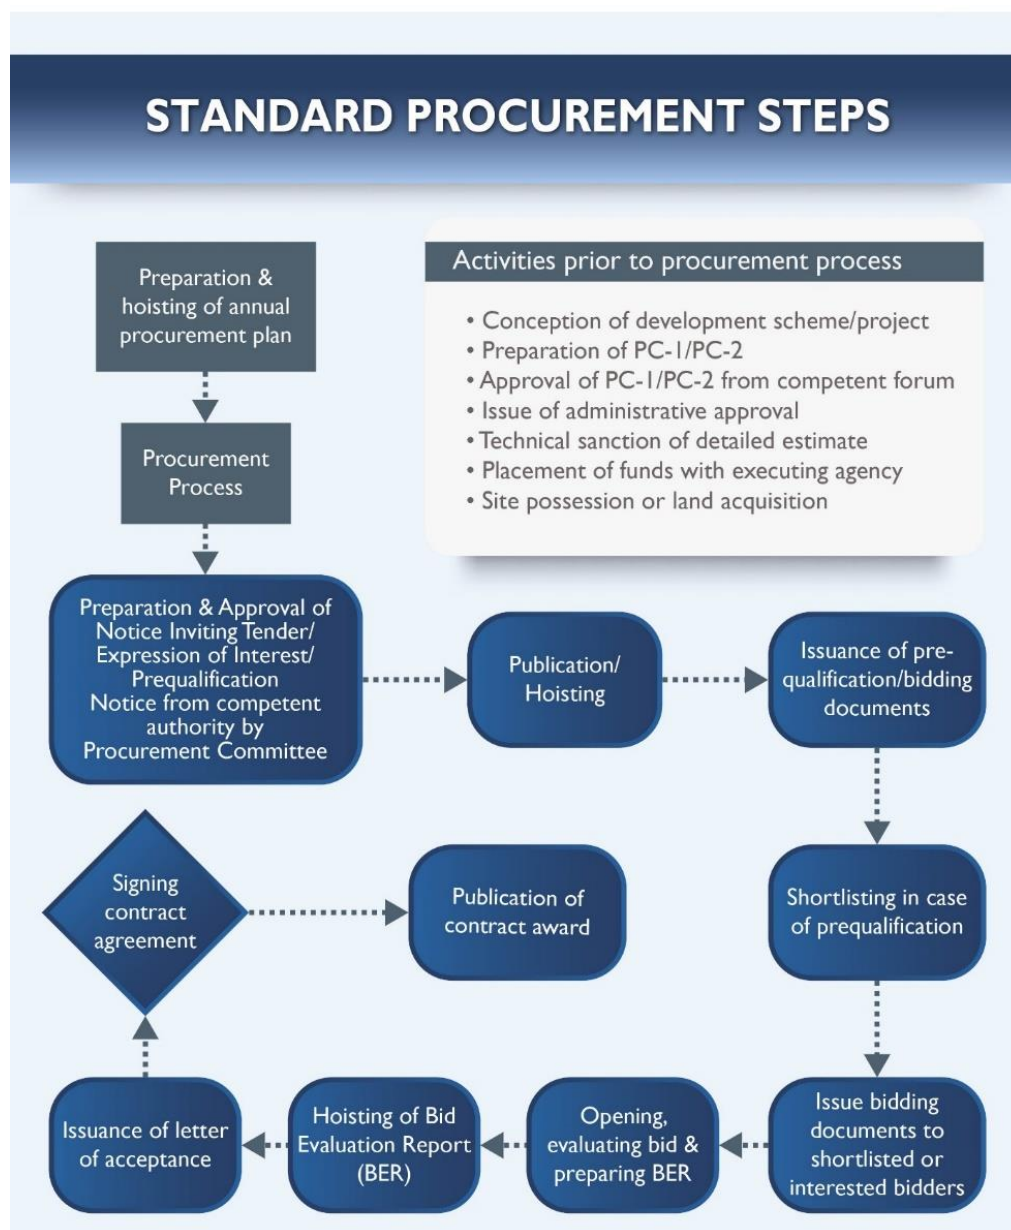 STANDARD PROCUREMENT STEPS
Preparation &
hoisting of annual
procurement plan
Activities prior to procurement process
• Conception of development scheme/project
• Preparation of PC-1/PC-2
• Approval of PC-1/PC-2 from competent forum
• Issue of administrative approval
• Technical sanction of detailed estimate
• Placement of funds with executing agency
• Site possession or land acquisition
Procurement
Process
Preparation & Approval of
Notice Inviting Tender/
Expression of Interest/
Prequalification
Notice from competent
authority by
Procurement Committee
Publication/
Hoisting
Issuance of pre-
qualification/bidding
documents
Shortlisting in case
of prequalification
Issue bidding
documents to
shortlisted or
interested bidders
Opening,
evaluating bid &
preparing BER
Hoisting of Bid
Evaluation Report
(BER)
Issuance of letter
of acceptance
Signing
contract
agreement
Publication of
contract award